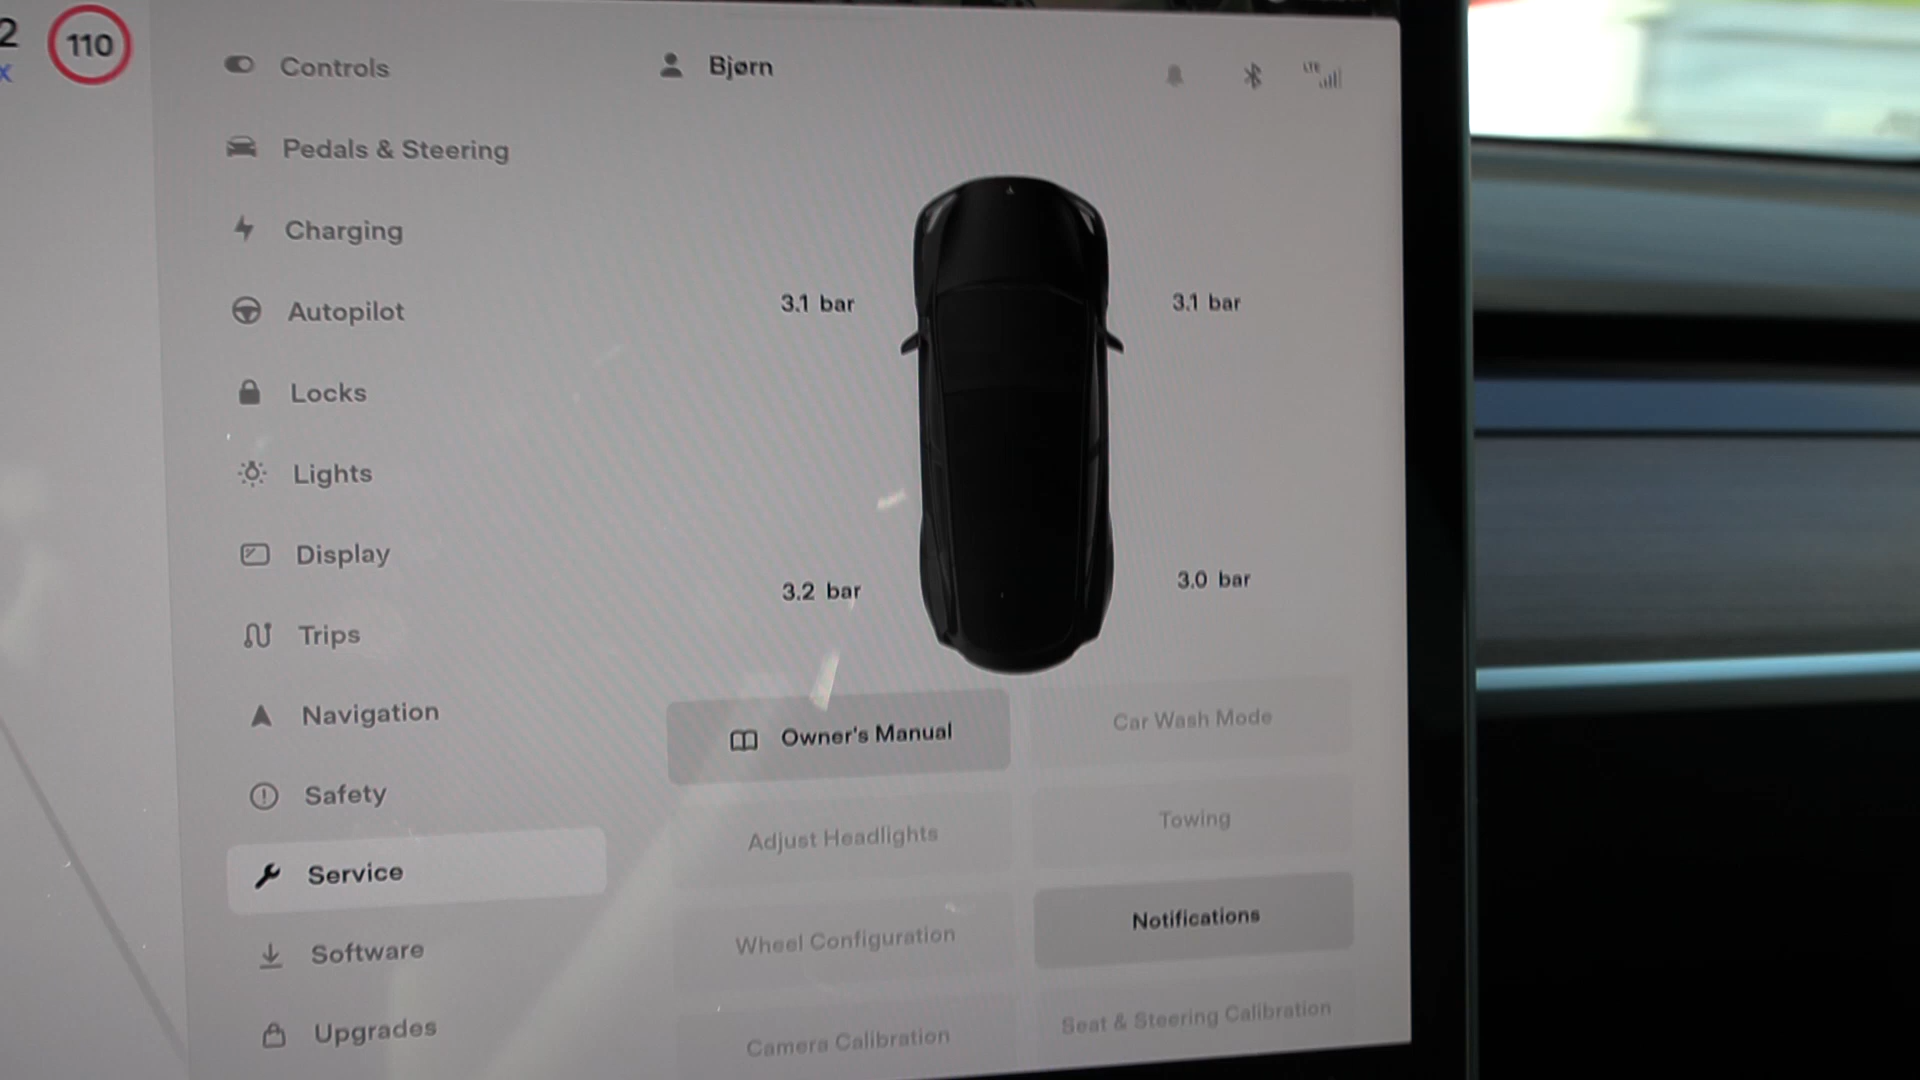 2
110
Controls
Bjørn
LTE
Pedals & Steering
Charging
Autopilot
Locks
Lights
Display
Trips
Navigation
Safety
Service
Software
Upgrades
3.1 bar
3.1 bar
3.2 bar
3.0 bar
Owner's Manual
Car Wash Mode
Adjust Headlights
Towing
Wheel Configuration
Notifications
Camera Calibration
Seat & Steering Calibration